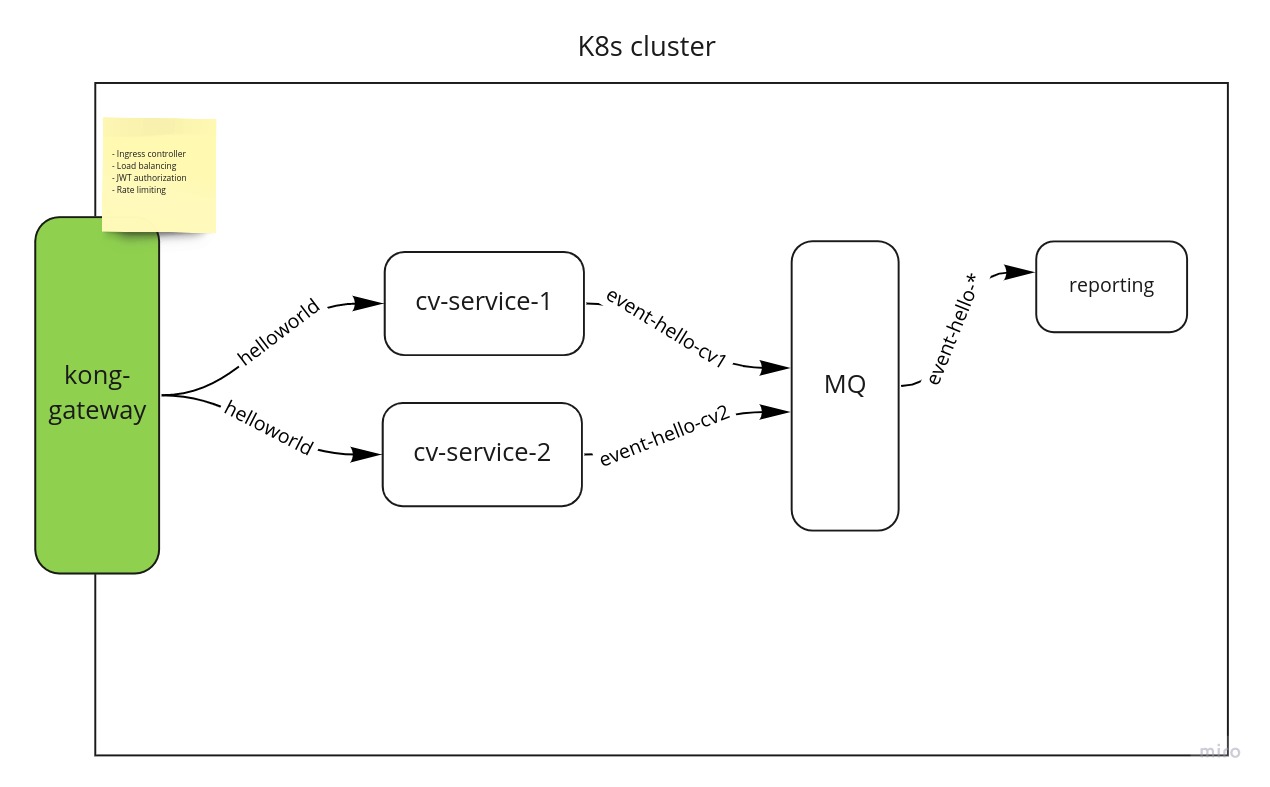 K8s cluster
- Ingress controller
- Load balancing
- JWT authorization
- Rate limiting
kong-
gateway
helloworld
helloworld
cv-service-1
cv-service-2
event-hello-cv1
event-hello-cv2
MQ
event-hello-*
reporting
miro